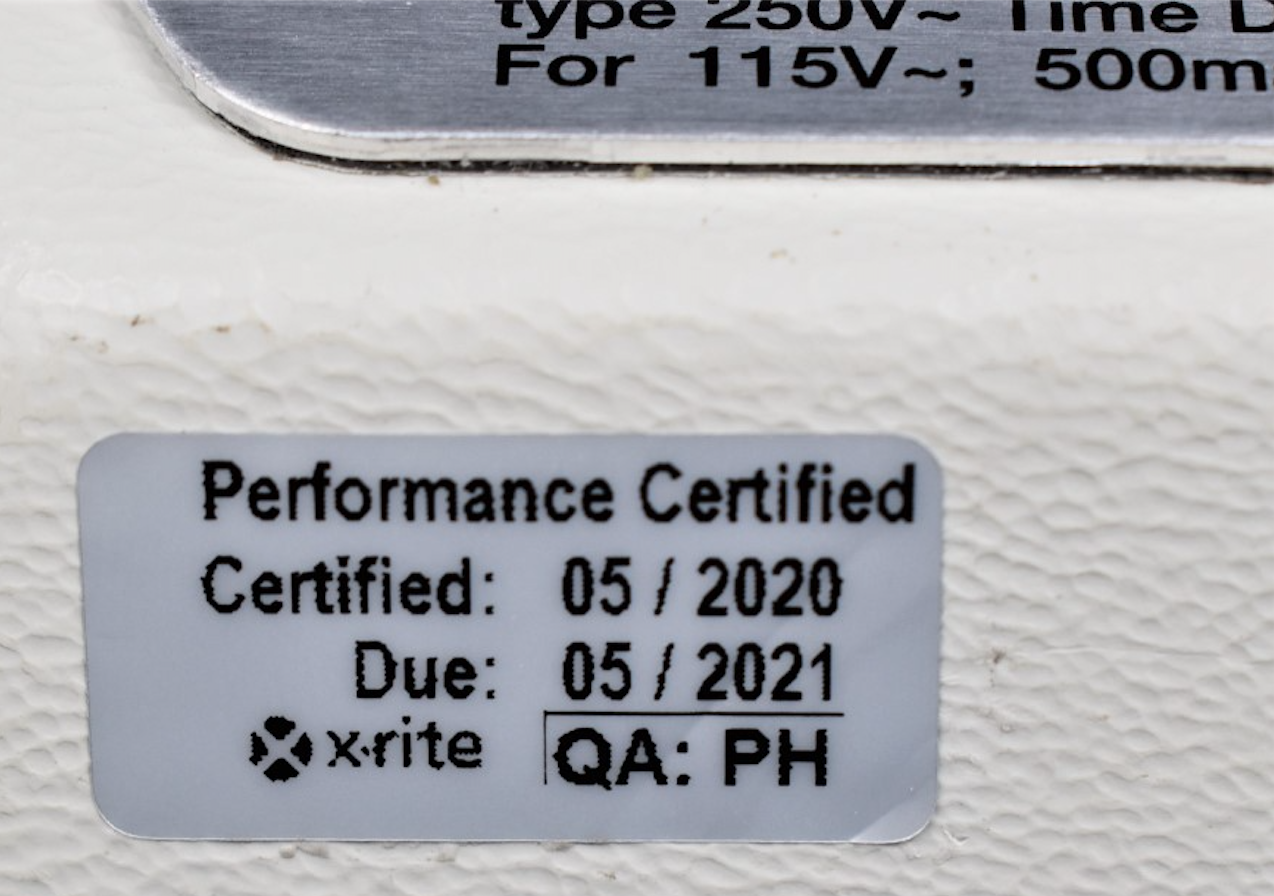 type 250V~ Time D
For 115V~; 500m
Performance Certified
Certified: 05 / 2020
Due: 05 / 2021
x·rite QA: PH